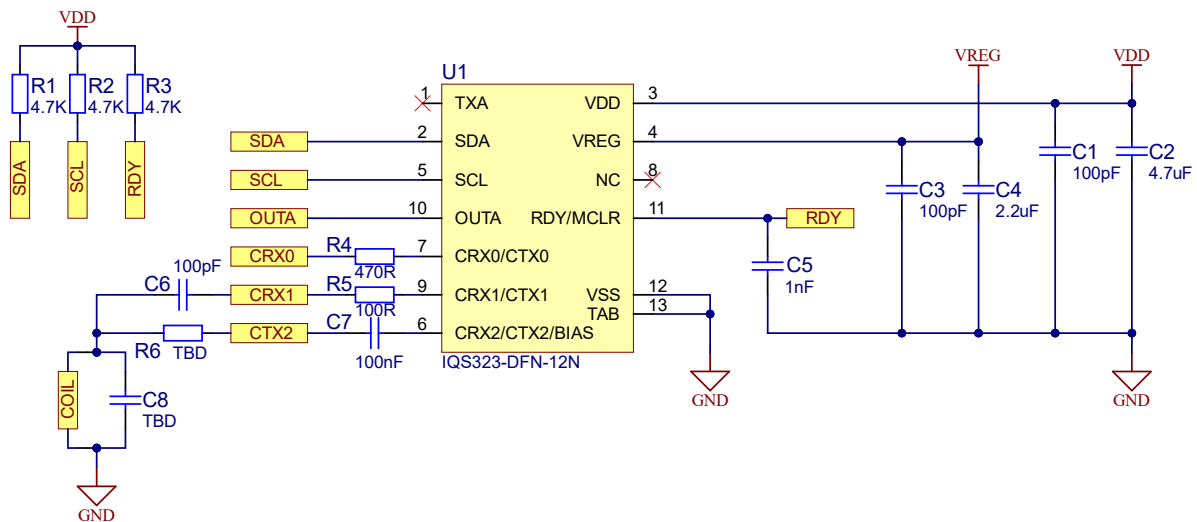 VDD
R1
4.7K
R2
4.7K
R3
4.7K
SDA
SCL
RDY
U1
1
TXA
SDA
2
SDA
SCL
5
SCL
OUTA
10
OUTA
CRX0
R4
470R
7
CRX0/CTX0
C6
100pF
CRX1
R5
100R
9
CRX1/CTX1
R6
TBD
CTX2
C7
100nF
6
CRX2/CTX2/BIAS
COIL
C8
TBD
GND
VDD
3
VREG
4
NC
8
RDY/MCLR
11
RDY
VSS
12
TAB
13
IQS323-DFN-12N
GND
C5
1nF
VREG
C3
100pF
C4
2.2uF
VDD
C1
100pF
C2
4.7uF
GND